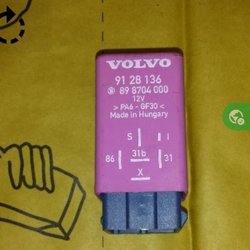 VOLVO
91 28 136
89 8704 000
12V
> PA6 - GF30 <
Made in Hungary
S I
86 31b 31
X